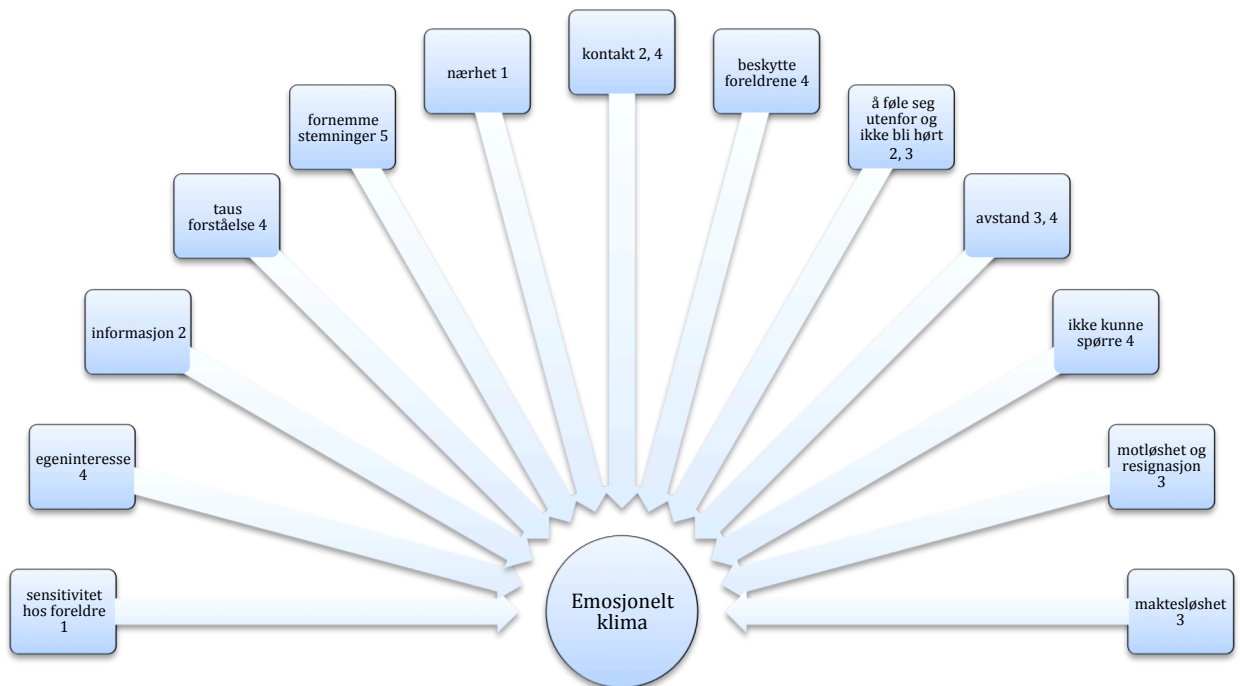 sensitivitet
hos foreldre
1
egeninteresse
4
informasjon 2
taus
forståelse 4
fornemme
stemninger 5
nærhet 1
kontakt 2, 4
beskytte
foreldrene 4
å føle seg
utenfor og
ikke bli hørt
2, 3
avstand 3, 4
ikke kunne
spørre 4
motløshet og
resignasjon
3
maktesløshet
3
Emosjonelt
klima